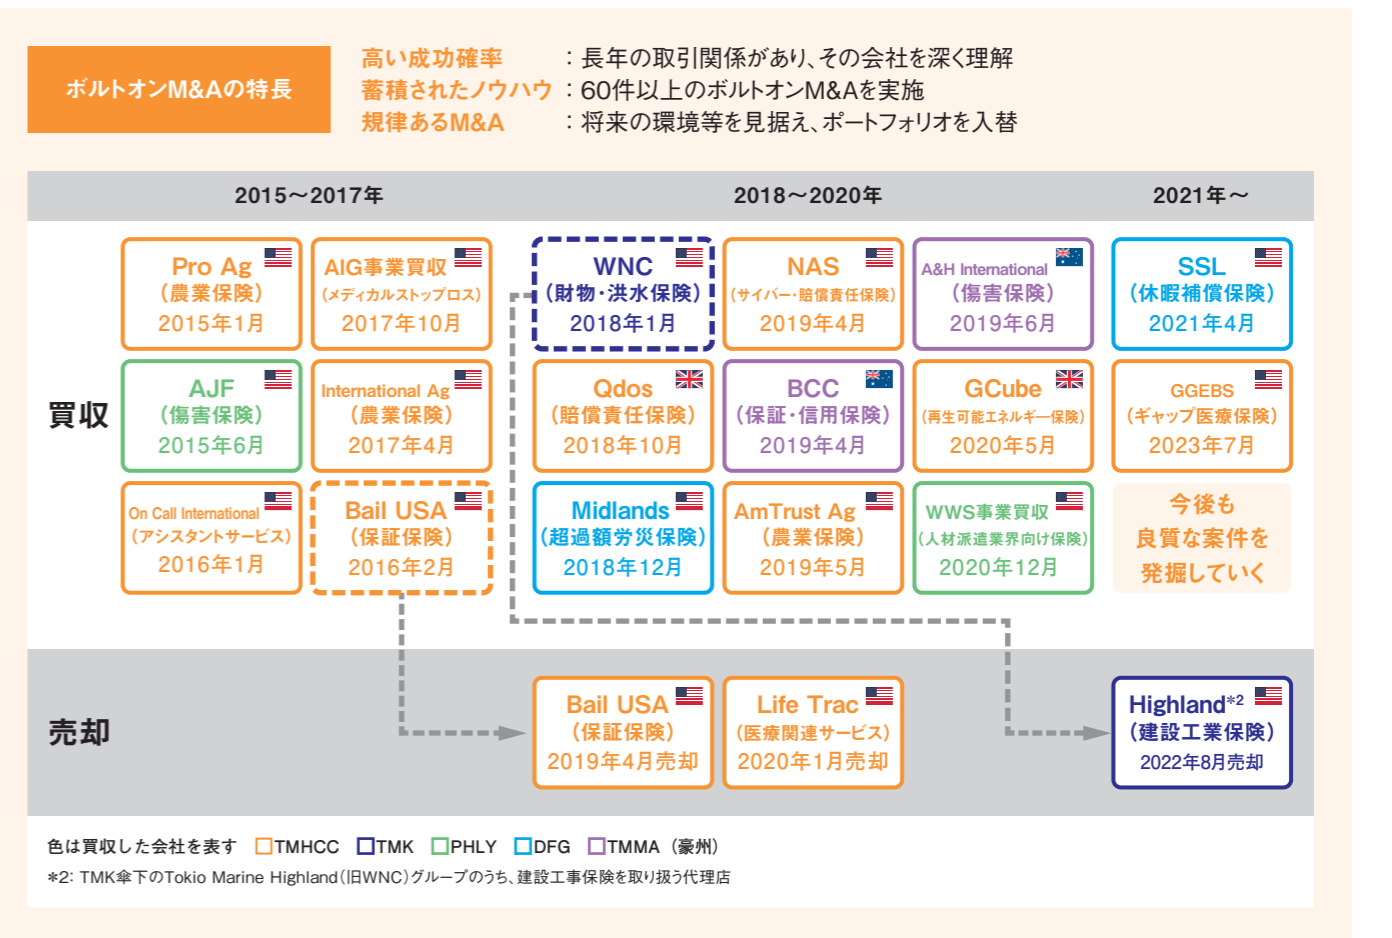 ボルトオンM&Aの特長
高い成功確率 ：長年の取引関係があり、その会社を深く理解
蓄積されたノウハウ ：60件以上のボルトオンM&Aを実施
規律あるM&A ：将来の環境等を見据え、ポートフォリオを入替
2015～2017年 2018～2020年 2021年～
買収
Pro Ag
（農業保険）
2015年1月
AIG事業買収
（メディカルストップロス）
2017年10月
WNC
（財物・洪水保険）
2018年1月
NAS
（サイバー・賠償責任保険）
2019年4月
A&H International
（傷害保険）
2019年6月
SSL
（休暇補償保険）
2021年4月
AJF
（傷害保険）
2015年6月
International Ag
（農業保険）
2017年4月
Qdos
（賠償責任保険）
2018年10月
BCC
（保証・信用保険）
2019年4月
GCube
（再生可能エネルギー保険）
2020年5月
GGEBS
（ギャップ医療保険）
2023年7月
On Call International
（アシスタントサービス）
2016年1月
Bail USA
（保証保険）
2016年2月
Midlands
（超過額労災保険）
2018年12月
AmTrust Ag
（農業保険）
2019年5月
WWS事業買収
（人材派遣業界向け保険）
2020年12月
今後も
良質な案件を
発掘していく
売却
Bail USA
（保証保険）
2019年4月売却
Life Trac
（医療関連サービス）
2020年1月売却
Highland*2
（建設工業保険）
2022年8月売却
色は買収した会社を表す □TMHCC □TMK □PHLY □DFG □TMMA（豪州）
*2: TMK傘下のTokio Marine Highland（旧WNC）グループのうち、建設工事保険を取り扱う代理店